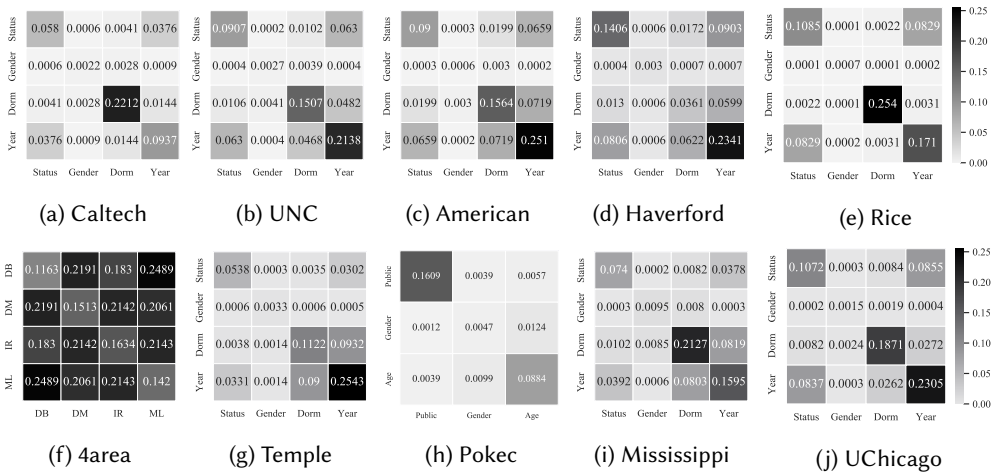 Status 0.058 0.0006 0.0041 0.0376
Gender 0.0006 0.0022 0.0028 0.0009
Dorm 0.0041 0.0028 0.2212 0.0144
Year 0.0376 0.0009 0.0144 0.0937
Status Gender Dorm Year
(a) Caltech
Status 0.0907 0.0002 0.0102 0.063
Gender 0.0004 0.0027 0.0039 0.0004
Dorm 0.0106 0.0041 0.1507 0.0482
Year 0.063 0.0004 0.0468 0.2138
Status Gender Dorm Year
(b) UNC
Status 0.09 0.0003 0.0199 0.0659
Gender 0.0003 0.0006 0.003 0.0002
Dorm 0.0199 0.003 0.1564 0.0719
Year 0.0659 0.0002 0.0719 0.251
Status Gender Dorm Year
(c) American
Status 0.1406 0.0006 0.0172 0.0903
Gender 0.0004 0.003 0.0007 0.0007
Dorm 0.013 0.0006 0.0361 0.0599
Year 0.0806 0.0006 0.0622 0.2341
Status Gender Dorm Year
(d) Haverford
Status 0.1085 0.0001 0.0022 0.0829
Gender 0.0001 0.0007 0.0001 0.0002
Dorm 0.0022 0.0001 0.254 0.0031
Year 0.0829 0.0002 0.0031 0.171
Status Gender Dorm Year
0.25
0.20
0.15
0.10
0.05
0.00
(e) Rice
DB 0.1163 0.2191 0.183 0.2489
DM 0.2191 0.1513 0.2142 0.2061
IR 0.183 0.2142 0.1634 0.2143
ML 0.2489 0.2061 0.2143 0.142
DB DM IR ML
(f) 4area
Status 0.0538 0.0003 0.0035 0.0302
Gender 0.0006 0.0033 0.0006 0.0005
Dorm 0.0038 0.0014 0.1122 0.0932
Year 0.0331 0.0014 0.09 0.2543
Status Gender Dorm Year
(g) Temple
Public 0.1609 0.0039 0.0057
Gender 0.0012 0.0047 0.0124
Age 0.0039 0.0099 0.0884
Public Gender Age
(h) Pokec
Status 0.074 0.0002 0.0082 0.0378
Gender 0.0003 0.0095 0.008 0.0003
Dorm 0.0102 0.0085 0.2127 0.0819
Year 0.0392 0.0006 0.0803 0.1595
Status Gender Dorm Year
(i) Mississippi
Status 0.1072 0.0003 0.0084 0.0855
Gender 0.0002 0.0015 0.0019 0.0004
Dorm 0.0082 0.0024 0.1871 0.0272
Year 0.0837 0.0003 0.0262 0.2305
Status Gender Dorm Year
0.25
0.20
0.15
0.10
0.05
0.00
(j) UChicago